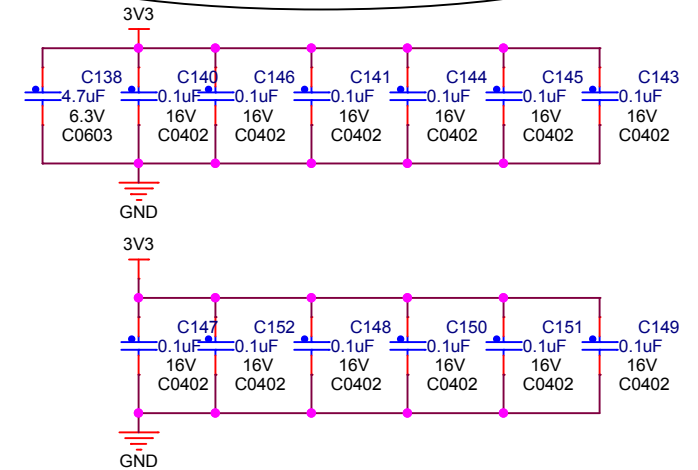 3V3
C138 C140 C146 C141 C144 C145 C143
4.7uF 0.1uF 0.1uF 0.1uF 0.1uF 0.1uF 0.1uF
6.3V 16V 16V 16V 16V 16V 16V
C0603 C0402 C0402 C0402 C0402 C0402 C0402
GND
3V3
C147 C152 C148 C150 C151 C149
0.1uF 0.1uF 0.1uF 0.1uF 0.1uF 0.1uF
16V 16V 16V 16V 16V 16V
C0402 C0402 C0402 C0402 C0402 C0402
GND